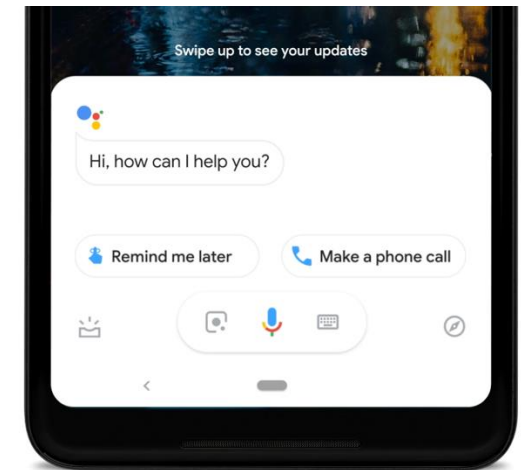 Swipe up to see your updates
Hi, how can I help you?
Remind me later
Make a phone call